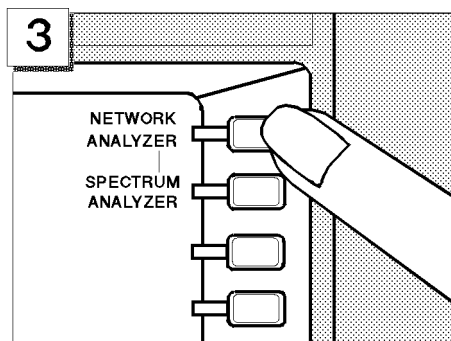 3
NETWORK
ANALYZER
SPECTRUM
ANALYZER